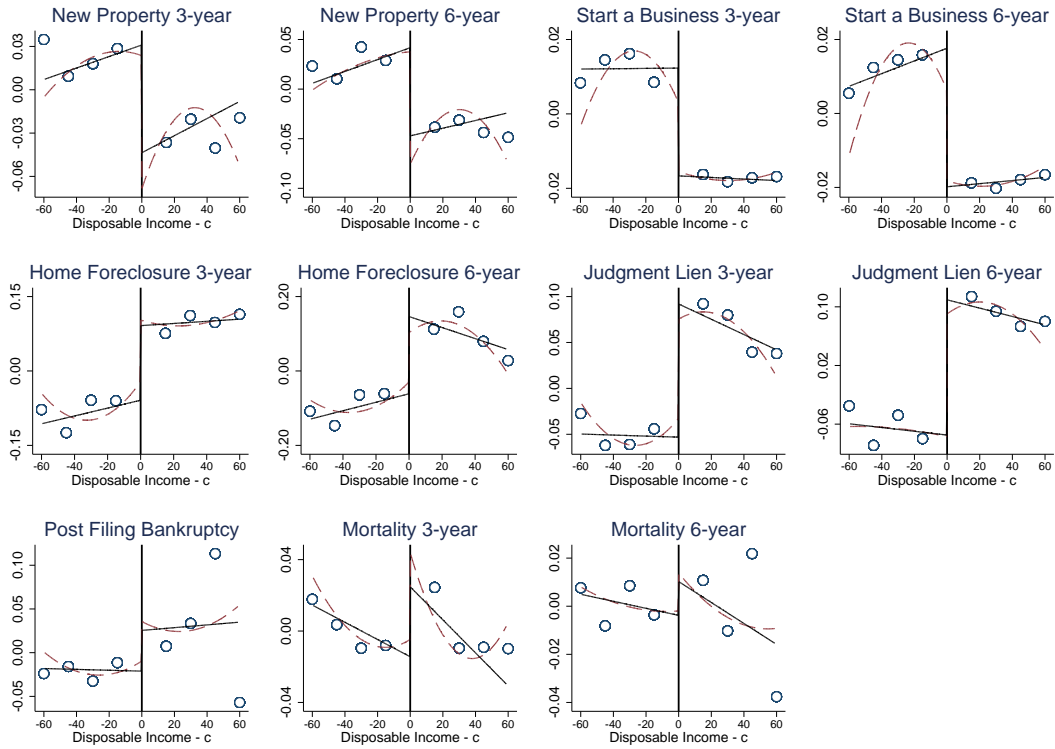 New Property 3-year
0.03
0.00
-0.03
-0.06
-60 -40 -20 0 20 40 60
Disposable Income - c
New Property 6-year
0.05
0.00
-0.05
-0.10
-60 -40 -20 0 20 40 60
Disposable Income - c
Start a Business 3-year
0.02
0.00
-0.02
-60 -40 -20 0 20 40 60
Disposable Income - c
Start a Business 6-year
0.02
0.00
-0.02
-60 -40 -20 0 20 40 60
Disposable Income - c
Home Foreclosure 3-year
0.15
0.00
-0.15
-60 -40 -20 0 20 40 60
Disposable Income - c
Home Foreclosure 6-year
0.20
0.00
-0.20
-60 -40 -20 0 20 40 60
Disposable Income - c
Judgment Lien 3-year
0.10
0.05
0.00
-0.05
-60 -40 -20 0 20 40 60
Disposable Income - c
Judgment Lien 6-year
0.10
0.02
-0.06
-60 -40 -20 0 20 40 60
Disposable Income - c
Post Filing Bankruptcy
0.10
0.05
0.00
-0.05
-60 -40 -20 0 20 40 60
Disposable Income - c
Mortality 3-year
0.04
0.00
-0.04
-60 -40 -20 0 20 40 60
Disposable Income - c
Mortality 6-year
0.02
0.00
-0.02
-0.04
-60 -40 -20 0 20 40 60
Disposable Income - c